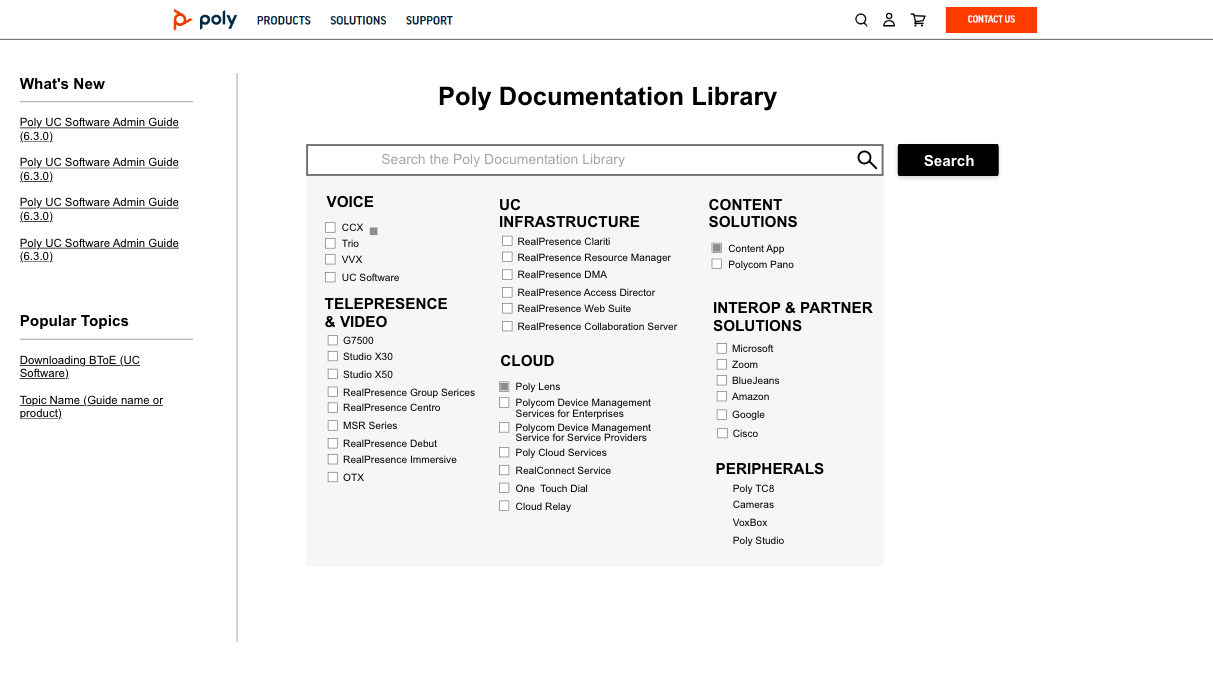 poly
PRODUCTS
SOLUTIONS
SUPPORT
CONTACT US
What's New
Poly UC Software Admin Guide
(6.3.0)
Poly UC Software Admin Guide
(6.3.0)
Poly UC Software Admin Guide
(6.3.0)
Poly UC Software Admin Guide
(6.3.0)
Popular Topics
Downloading BToE (UC
Software)
Topic Name (Guide name or
product)
Poly Documentation Library
Search the Poly Documentation Library
Search
VOICE
CCX
Trio
VVX
UC Software
TELEPRESENCE
& VIDEO
G7500
Studio X30
Studio X50
RealPresence Group Serices
RealPresence Centro
MSR Series
RealPresence Debut
RealPresence Immersive
OTX
UC
INFRASTRUCTURE
RealPresence Clariti
RealPresence Resource Manager
RealPresence DMA
RealPresence Access Director
RealPresence Web Suite
RealPresence Collaboration Server
CLOUD
Poly Lens
Polycom Device Management
Services for Enterprises
Polycom Device Management
Service for Service Providers
Poly Cloud Services
RealConnect Service
One  Touch Dial
Cloud Relay
CONTENT
SOLUTIONS
Content App
Polycom Pano
INTEROP & PARTNER
SOLUTIONS
Microsoft
Zoom
BlueJeans
Amazon
Google
Cisco
PERIPHERALS
Poly TC8
Cameras
VoxBox
Poly Studio